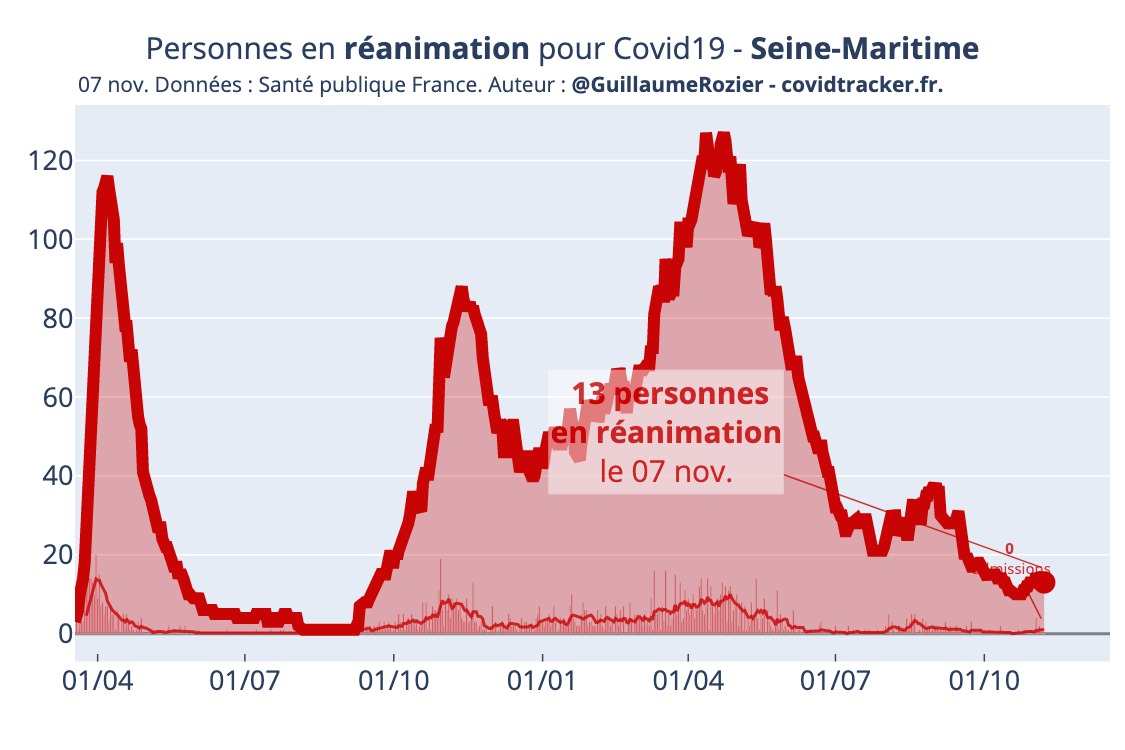 Personnes en réanimation pour Covid19 - Seine-Maritime
07 nov. Données : Santé publique France. Auteur : @GuillaumeRozier - covidtracker.fr.
120
100
80
60
40
20
0
13 personnes
en réanimation
le 07 nov.
0
admissions
01/04
01/07
01/10
01/01
01/04
01/07
01/10